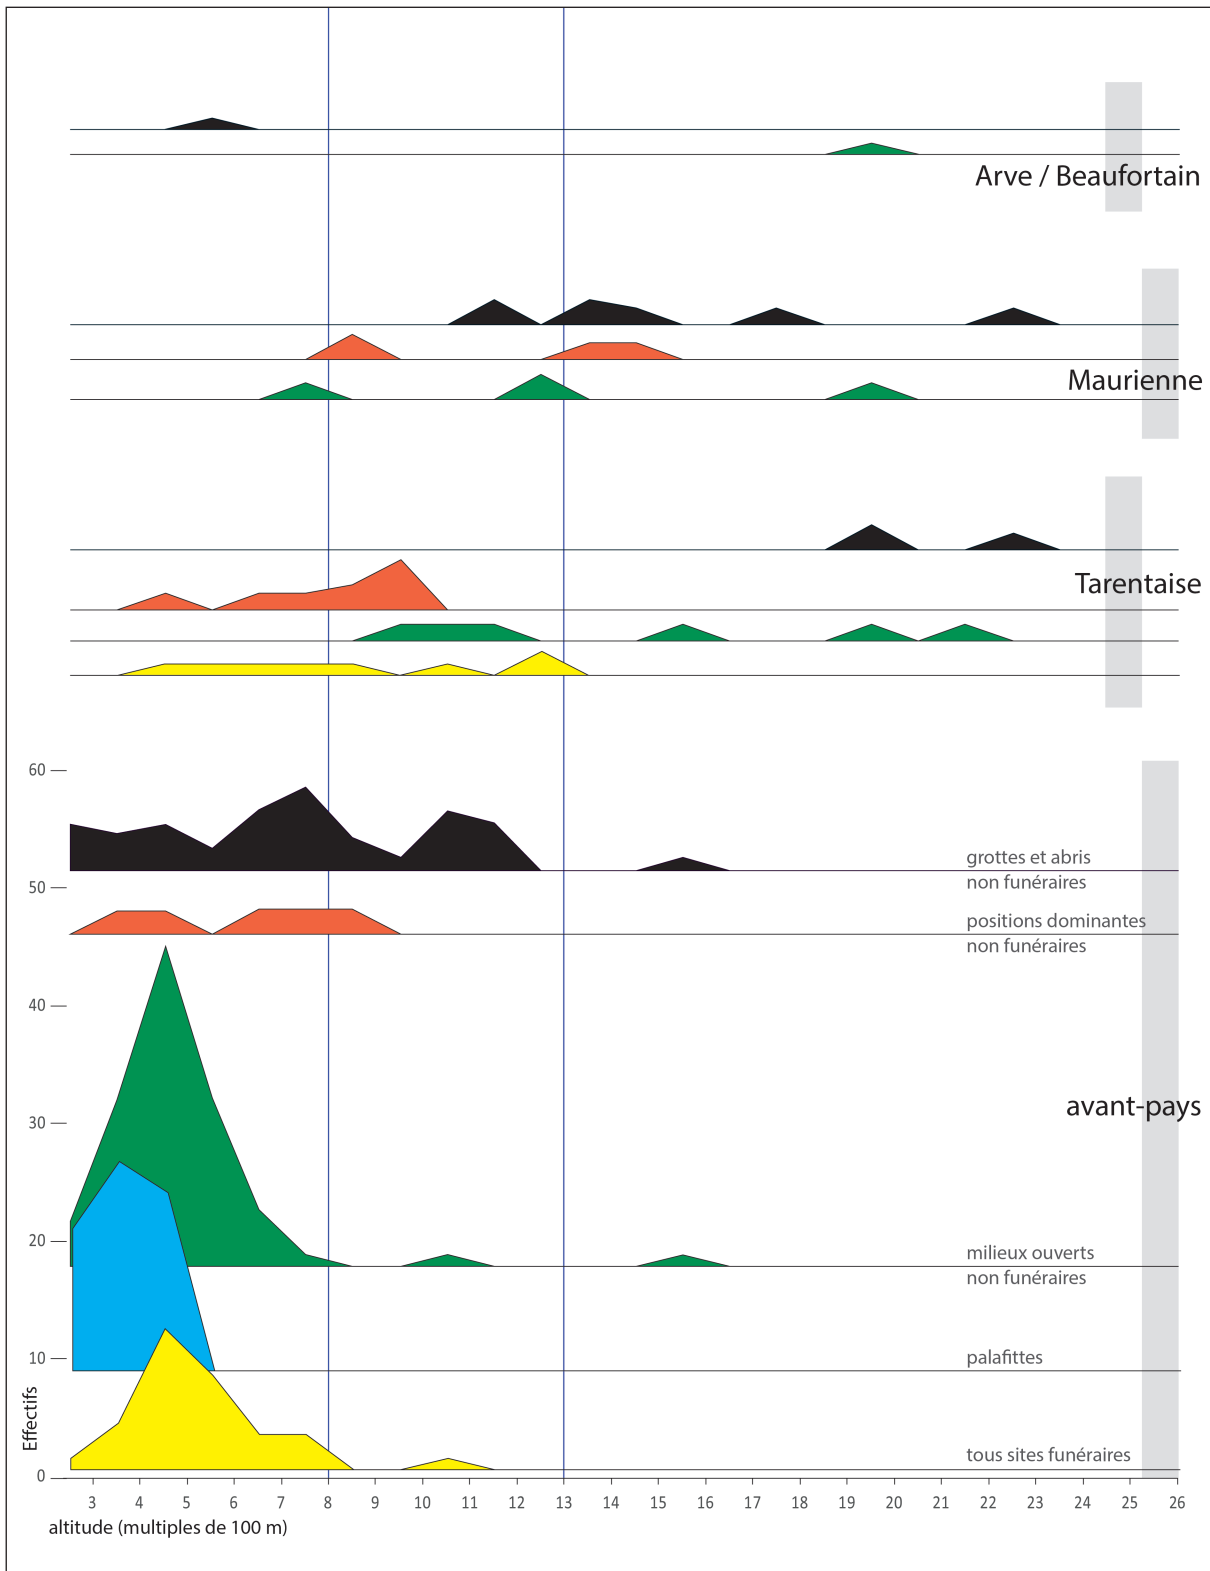 Arve / Beaufortain
Maurienne
Tarentaise
60
grottes et abris
non funéraires
50
positions dominantes
non funéraires
40
avant-pays
30
20
milieux ouverts
non funéraires
10
palafittes
Effectifs
tous sites funéraires
0
3 4 5 6 7 8 9 10 11 12 13 14 15 16 17 18 19 20 21 22 23 24 25 26
altitude (multiples de 100 m)